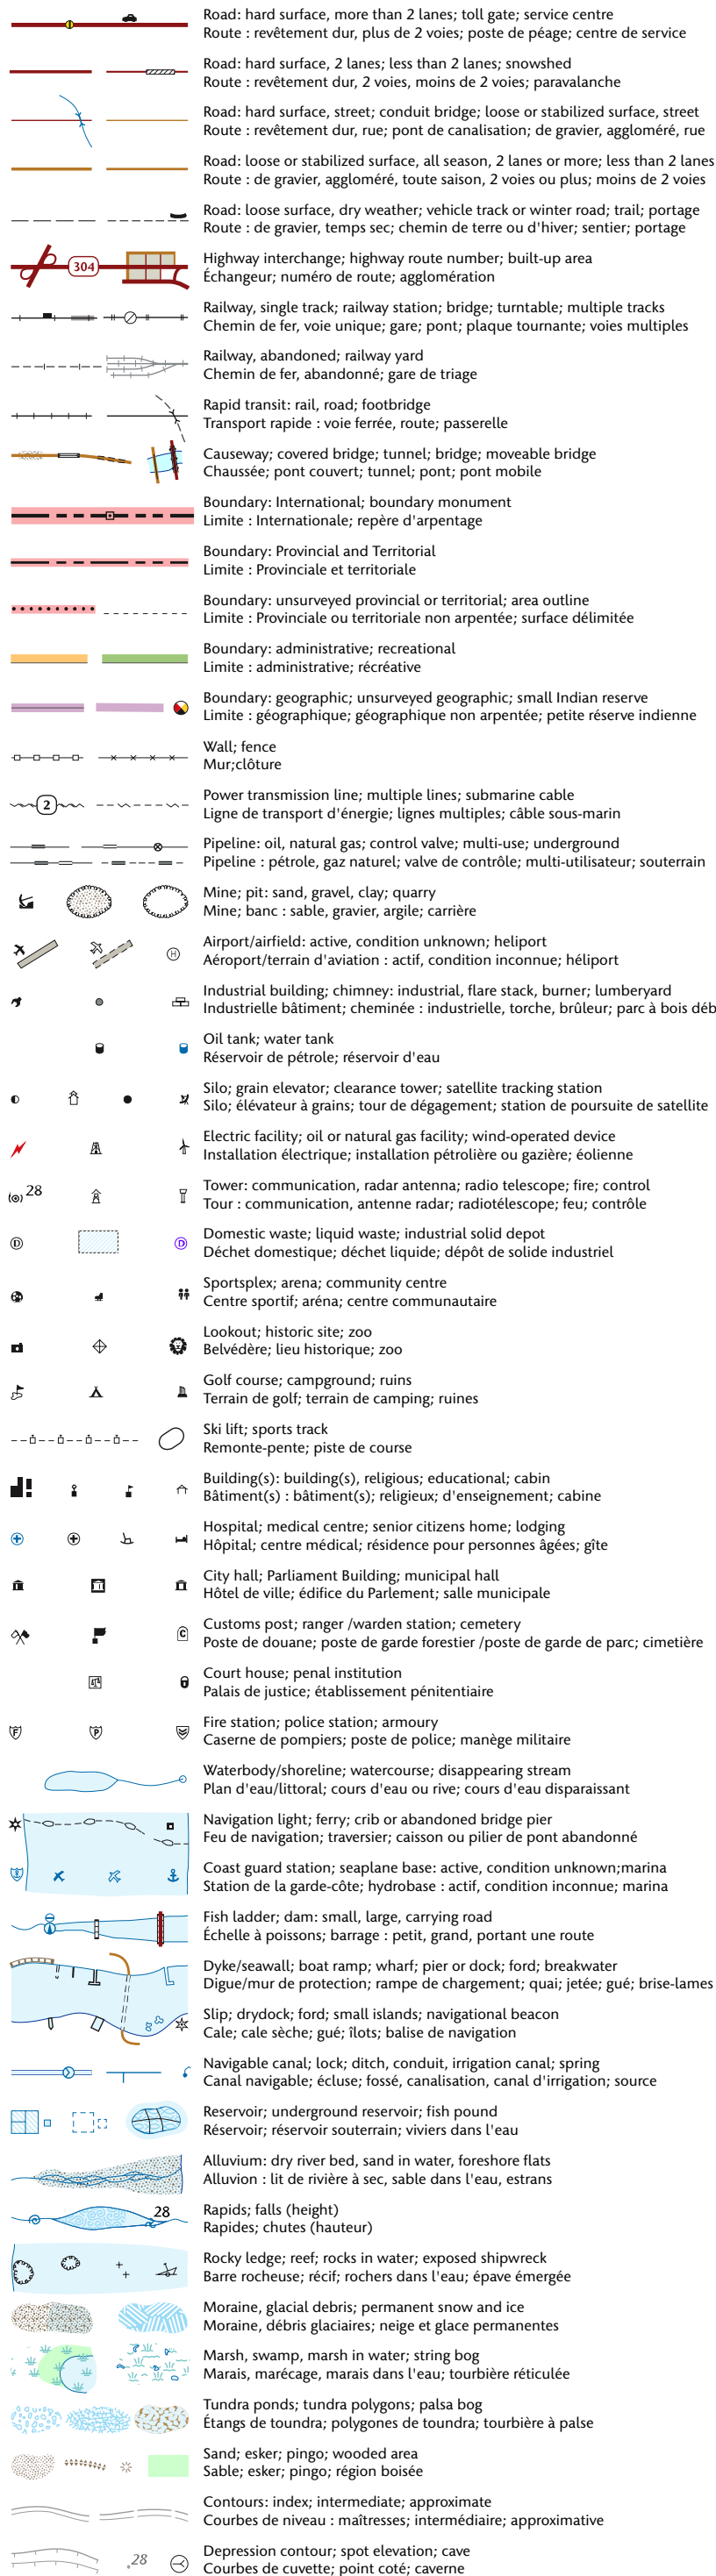 Road: hard surface, more than 2 lanes; toll gate; service centre
Route : revêtement dur, plus de 2 voies; poste de péage; centre de service
Road: hard surface, 2 lanes; less than 2 lanes; snowshed
Route : revêtement dur, 2 voies, moins de 2 voies; paravalanche
Road: hard surface, street; conduit bridge; loose or stabilized surface, street
Route : revêtement dur, rue; pont de canalisation; de gravier, aggloméré, rue
Road: loose or stabilized surface, all season, 2 lanes or more; less than 2 lanes
Route : de gravier, aggloméré, toute saison, 2 voies ou plus; moins de 2 voies
Road: loose surface, dry weather; vehicle track or winter road; trail; portage
Route : de gravier, temps sec; chemin de terre ou d'hiver; sentier; portage
304
Highway interchange; highway route number; built-up area
Échangeur; numéro de route; agglomération
Railway, single track; railway station; bridge; turntable; multiple tracks
Chemin de fer, voie unique; gare; pont; plaque tournante; voies multiples
Railway, abandoned; railway yard
Chemin de fer, abandonné; gare de triage
Rapid transit: rail, road; footbridge
Transport rapide : voie ferrée, route; passerelle
Causeway; covered bridge; tunnel; bridge; moveable bridge
Chaussée; pont couvert; tunnel; pont; pont mobile
Boundary: International; boundary monument
Limite : Internationale; repère d'arpentage
Boundary: Provincial and Territorial
Limite : Provinciale et territoriale
Boundary: unsurveyed provincial or territorial; area outline
Limite : Provinciale ou territoriale non arpentée; surface délimitée
Boundary: administrative; recreational
Limite : administrative; récréative
Boundary: geographic; unsurveyed geographic; small Indian reserve
Limite : géographique; géographique non arpentée; petite réserve indienne
Wall; fence
Mur;clôture
2
Power transmission line; multiple lines; submarine cable
Ligne de transport d'énergie; lignes multiples; câble sous-marin
Pipeline: oil, natural gas; control valve; multi-use; underground
Pipeline : pétrole, gaz naturel; valve de contrôle; multi-utilisateur; souterrain
Mine; pit: sand, gravel, clay; quarry
Mine; banc : sable, gravier, argile; carrière
H
Airport/airfield: active, condition unknown; heliport
Aéroport/terrain d'aviation : actif, condition inconnue; héliport
Industrial building; chimney: industrial, flare stack, burner; lumberyard
Industrielle bâtiment; cheminée : industrielle, torche, brûleur; parc à bois déb
Oil tank; water tank
Réservoir de pétrole; réservoir d'eau
Silo; grain elevator; clearance tower; satellite tracking station
Silo; élévateur à grains; tour de dégagement; station de poursuite de satellite
Electric facility; oil or natural gas facility; wind-operated device
Installation électrique; installation pétrolière ou gazière; éolienne
28
Tower: communication, radar antenna; radio telescope; fire; control
Tour : communication, antenne radar; radiotélescope; feu; contrôle
D D
Domestic waste; liquid waste; industrial solid depot
Déchet domestique; déchet liquide; dépôt de solide industriel
Sportsplex; arena; community centre
Centre sportif; aréna; centre communautaire
Lookout; historic site; zoo
Belvédère; lieu historique; zoo
Golf course; campground; ruins
Terrain de golf; terrain de camping; ruines
Ski lift; sports track
Remonte-pente; piste de course
Building(s): building(s), religious; educational; cabin
Bâtiment(s) : bâtiment(s); religieux; d'enseignement; cabine
Hospital; medical centre; senior citizens home; lodging
Hôpital; centre médical; résidence pour personnes âgées; gîte
City hall; Parliament Building; municipal hall
Hôtel de ville; édifice du Parlement; salle municipale
C
Customs post; ranger /warden station; cemetery
Poste de douane; poste de garde forestier /poste de garde de parc; cimetière
Court house; penal institution
Palais de justice; établissement pénitentiaire
F P
Fire station; police station; armoury
Caserne de pompiers; poste de police; manège militaire
Waterbody/shoreline; watercourse; disappearing stream
Plan d'eau/littoral; cours d'eau ou rive; cours d'eau disparaissant
Navigation light; ferry; crib or abandoned bridge pier
Feu de navigation; traversier; caisson ou pilier de pont abandonné
Coast guard station; seaplane base: active, condition unknown;marina
Station de la garde-côte; hydrobase : actif, condition inconnue; marina
Fish ladder; dam: small, large, carrying road
Échelle à poissons; barrage : petit, grand, portant une route
Dyke/seawall; boat ramp; wharf; pier or dock; ford; breakwater
Digue/mur de protection; rampe de chargement; quai; jetée; gué; brise-lames
Slip; drydock; ford; small islands; navigational beacon
Cale; cale sèche; gué; îlots; balise de navigation
Navigable canal; lock; ditch, conduit, irrigation canal; spring
Canal navigable; écluse; fossé, canalisation, canal d'irrigation; source
Reservoir; underground reservoir; fish pound
Réservoir; réservoir souterrain; viviers dans l'eau
Alluvium: dry river bed, sand in water, foreshore flats
Alluvion : lit de rivière à sec, sable dans l'eau, estrans
28
Rapids; falls (height)
Rapides; chutes (hauteur)
Rocky ledge; reef; rocks in water; exposed shipwreck
Barre rocheuse; récif; rochers dans l'eau; épave émergée
Moraine, glacial debris; permanent snow and ice
Moraine, débris glaciaires; neige et glace permanentes
Marsh, swamp, marsh in water; string bog
Marais, marécage, marais dans l'eau; tourbière réticulée
Tundra ponds; tundra polygons; palsa bog
Étangs de toundra; polygones de toundra; tourbière à palse
Sand; esker; pingo; wooded area
Sable; esker; pingo; région boisée
Contours: index; intermediate; approximate
Courbes de niveau : maîtresses; intermédiaire; approximative
28
Depression contour; spot elevation; cave
Courbes de cuvette; point coté; caverne